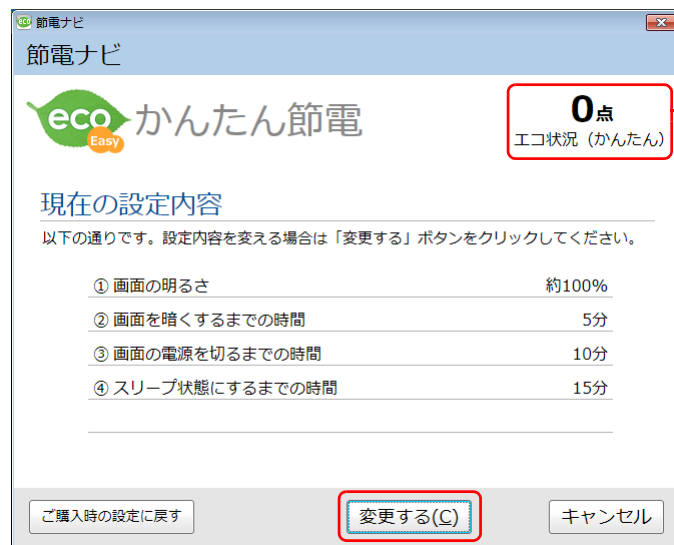 eco 節電ナビ
節電ナビ
eco Easy かんたん節電
0点
エコ状況(かんたん)
現在の設定内容
以下の通りです。設定内容を変える場合は「変更する」ボタンをクリックしてください。
① 画面の明るさ 約100%
② 画面を暗くするまでの時間 5分
③ 画面の電源を切るまでの時間 10分
④ スリープ状態にするまでの時間 15分
ご購入時の設定に戻す 変更する(C) キャンセル